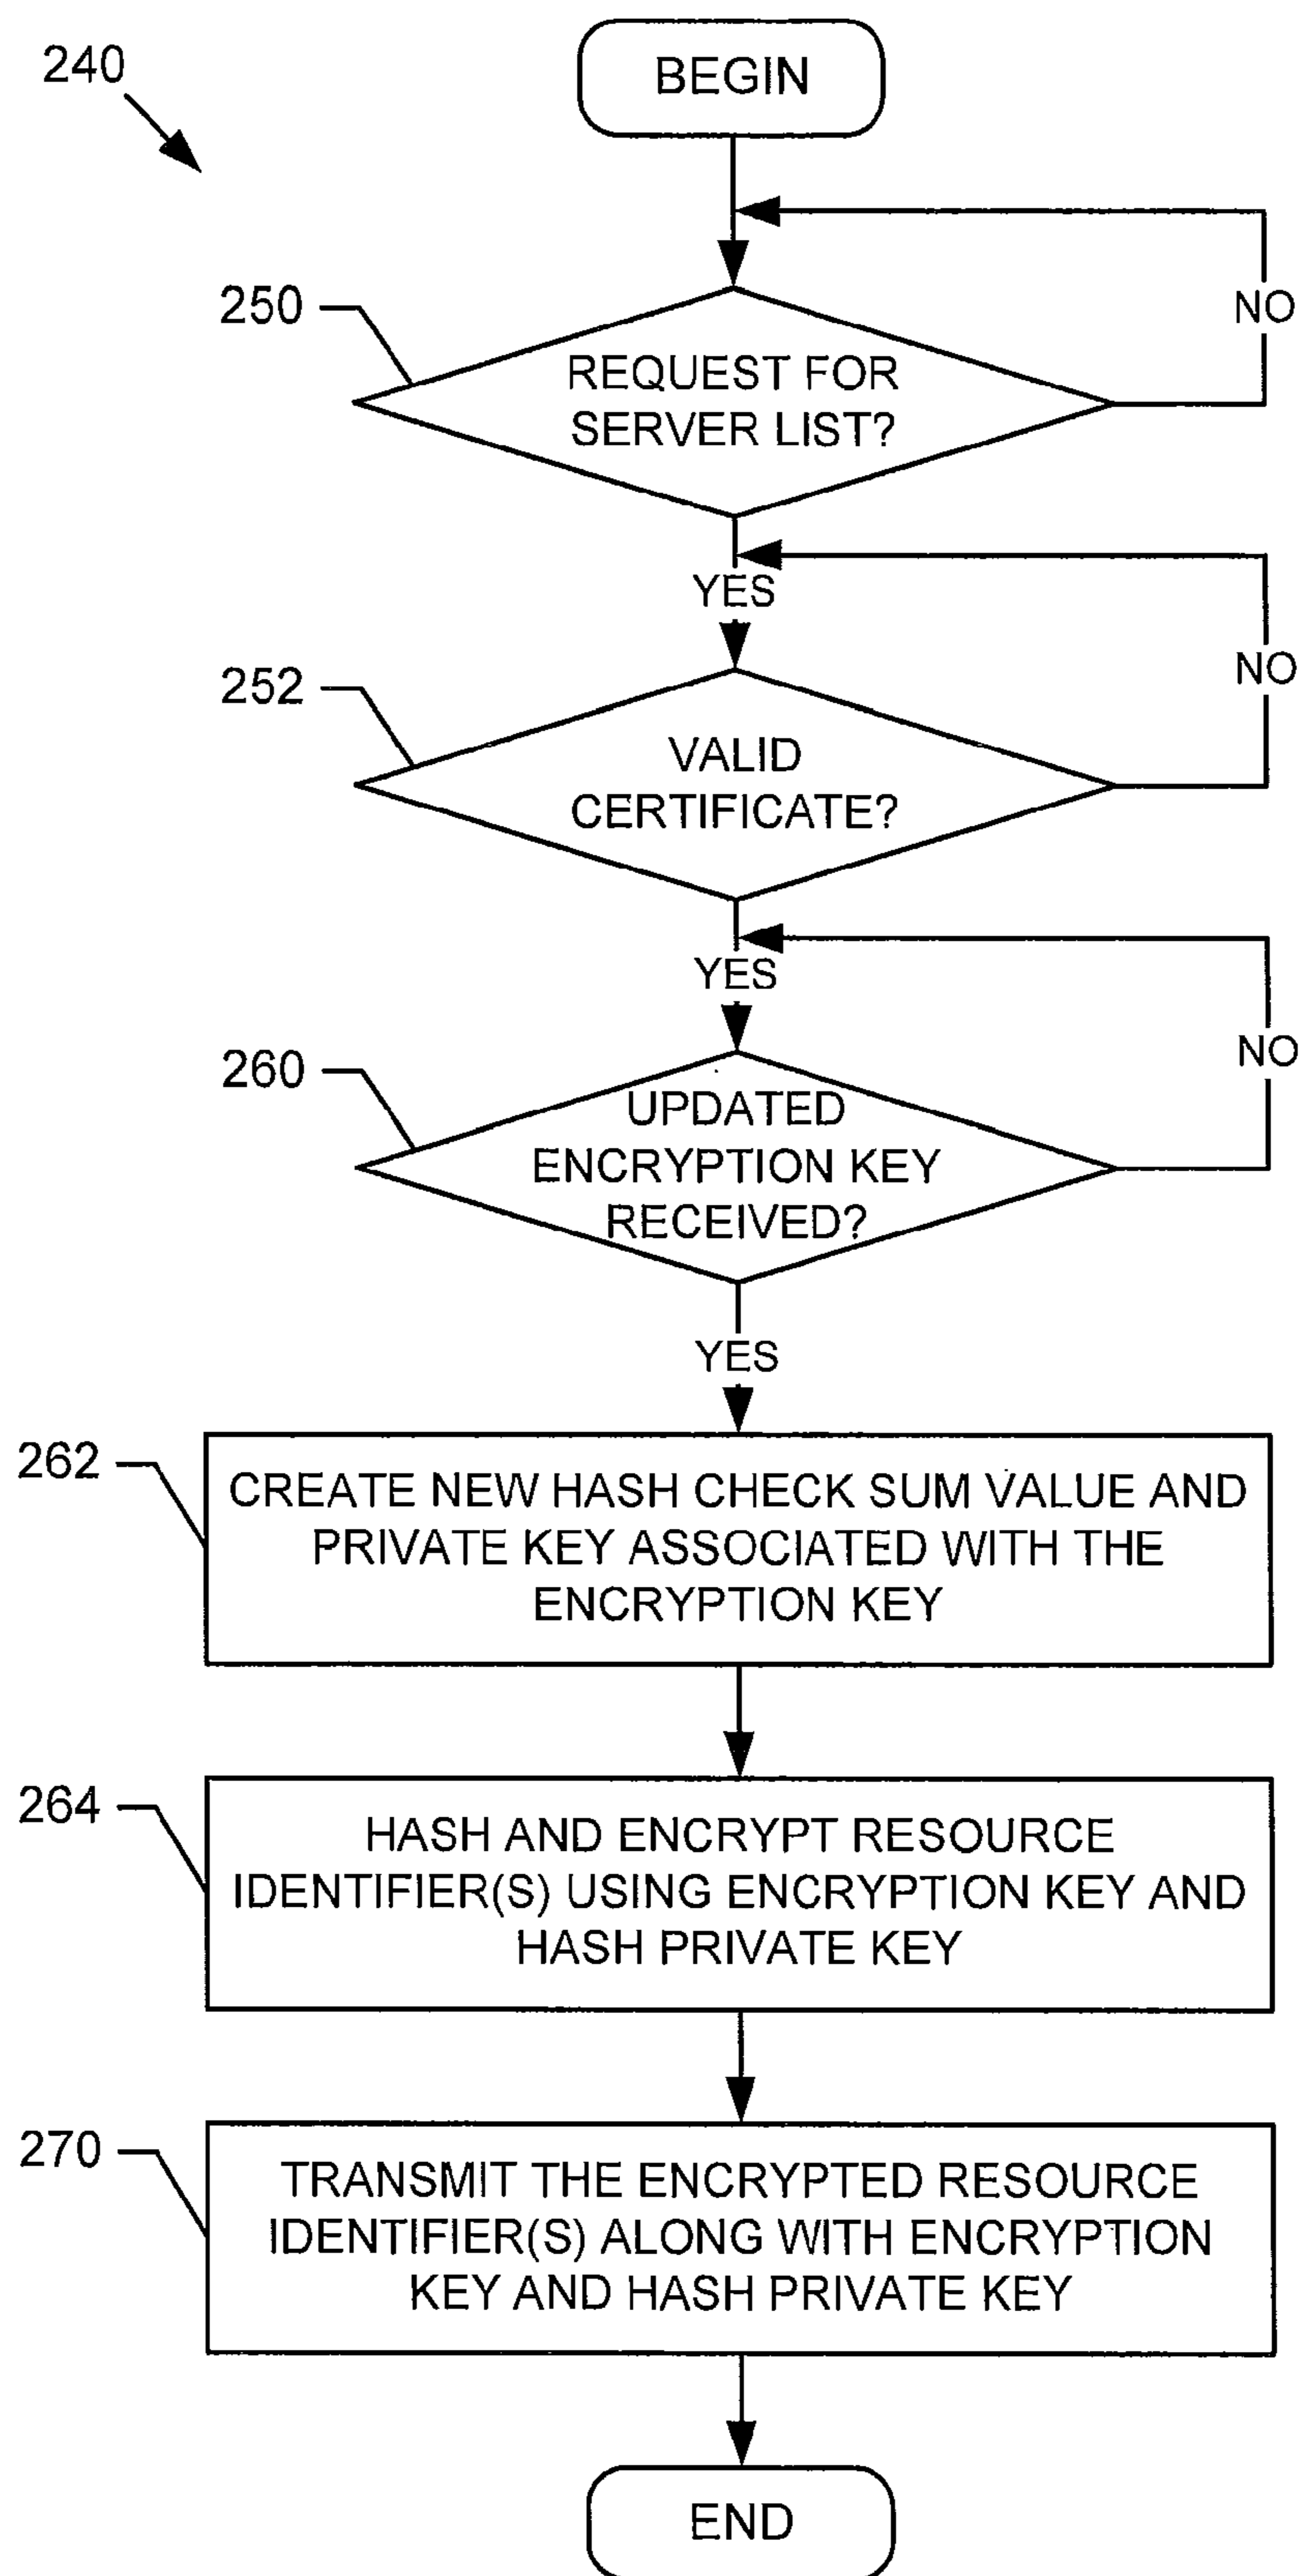 240
BEGIN
NO
250
REQUEST FOR
SERVER LIST?
YES
NO
252
VALID
CERTIFICATE?
YES
NO
260
UPDATED
ENCRYPTION KEY
RECEIVED?
YES
262
CREATE NEW HASH CHECK SUM VALUE AND
PRIVATE KEY ASSOCIATED WITH THE
ENCRYPTION KEY
264
HASH AND ENCRYPT RESOURCE
IDENTIFIER(S) USING ENCRYPTION KEY AND
HASH PRIVATE KEY
270
TRANSMIT THE ENCRYPTED RESOURCE
IDENTIFIER(S) ALONG WITH ENCRYPTION
KEY AND HASH PRIVATE KEY
END